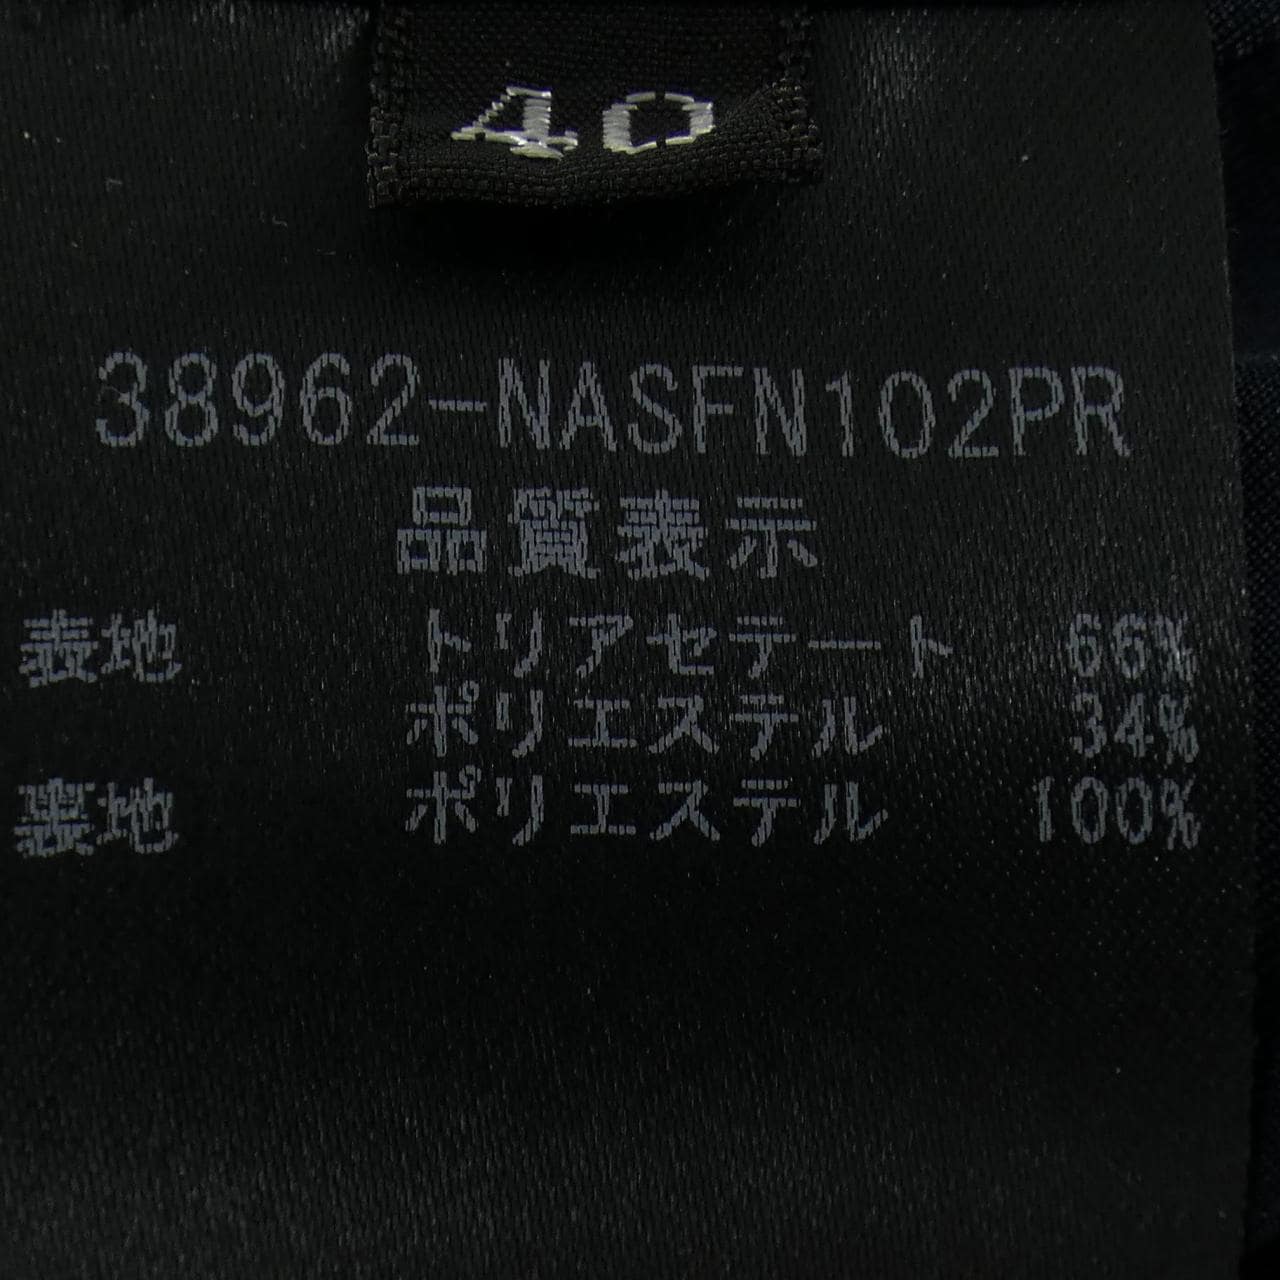 40
38962-NASFN102PR
品質表示
表地 トリアセテート 66%
ポリエステル 34%
裏地 ポリエステル 100%